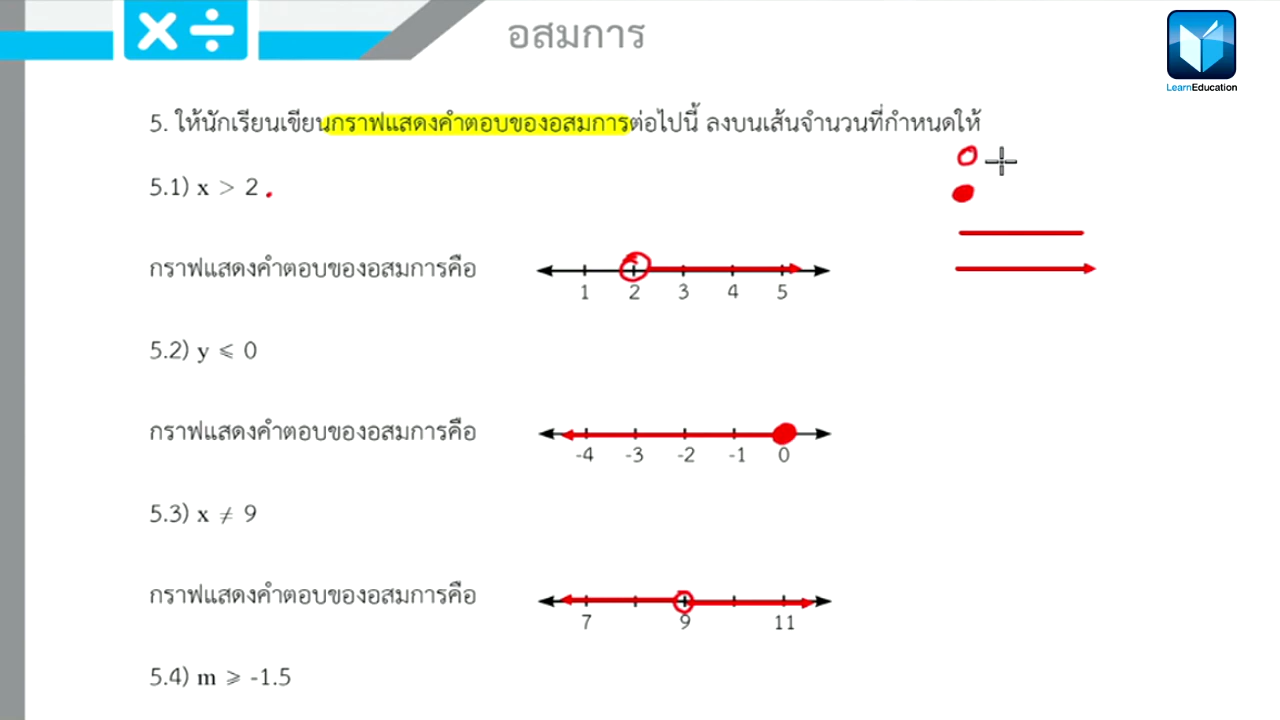 อสมการ
LearnEducation
5. ให้นักเรียนเขียนกราฟแสดงคำตอบของอสมการต่อไปนี้ ลงบนเส้นจำนวนที่กำหนดให้
5.1) x > 2
กราฟแสดงคำตอบของอสมการคือ
1 2 3 4 5
5.2) y ⩽ 0
กราฟแสดงคำตอบของอสมการคือ
-4 -3 -2 -1 0
5.3) x ≠ 9
กราฟแสดงคำตอบของอสมการคือ
7 9 11
5.4) m ⩾ -1.5